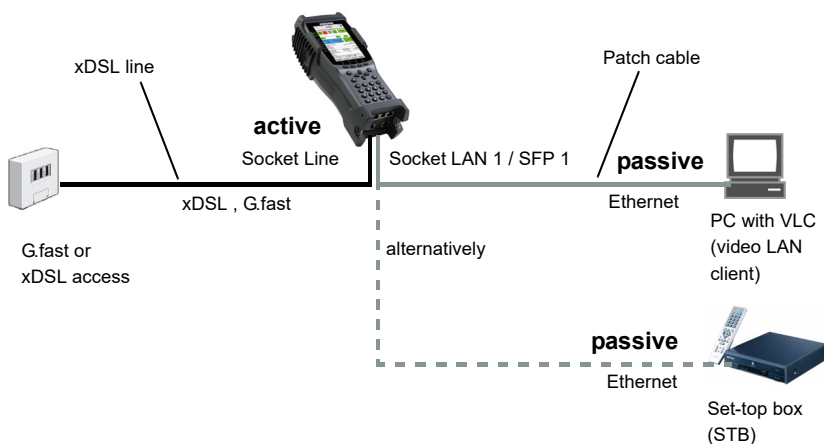 xDSL line
Patch cable
active
Socket Line
Socket LAN 1 / SFP 1
passive
xDSL , G.fast
Ethernet
G.fast or
xDSL access
PC with VLC
(video LAN
client)
alternatively
passive
Ethernet
Set-top box
(STB)